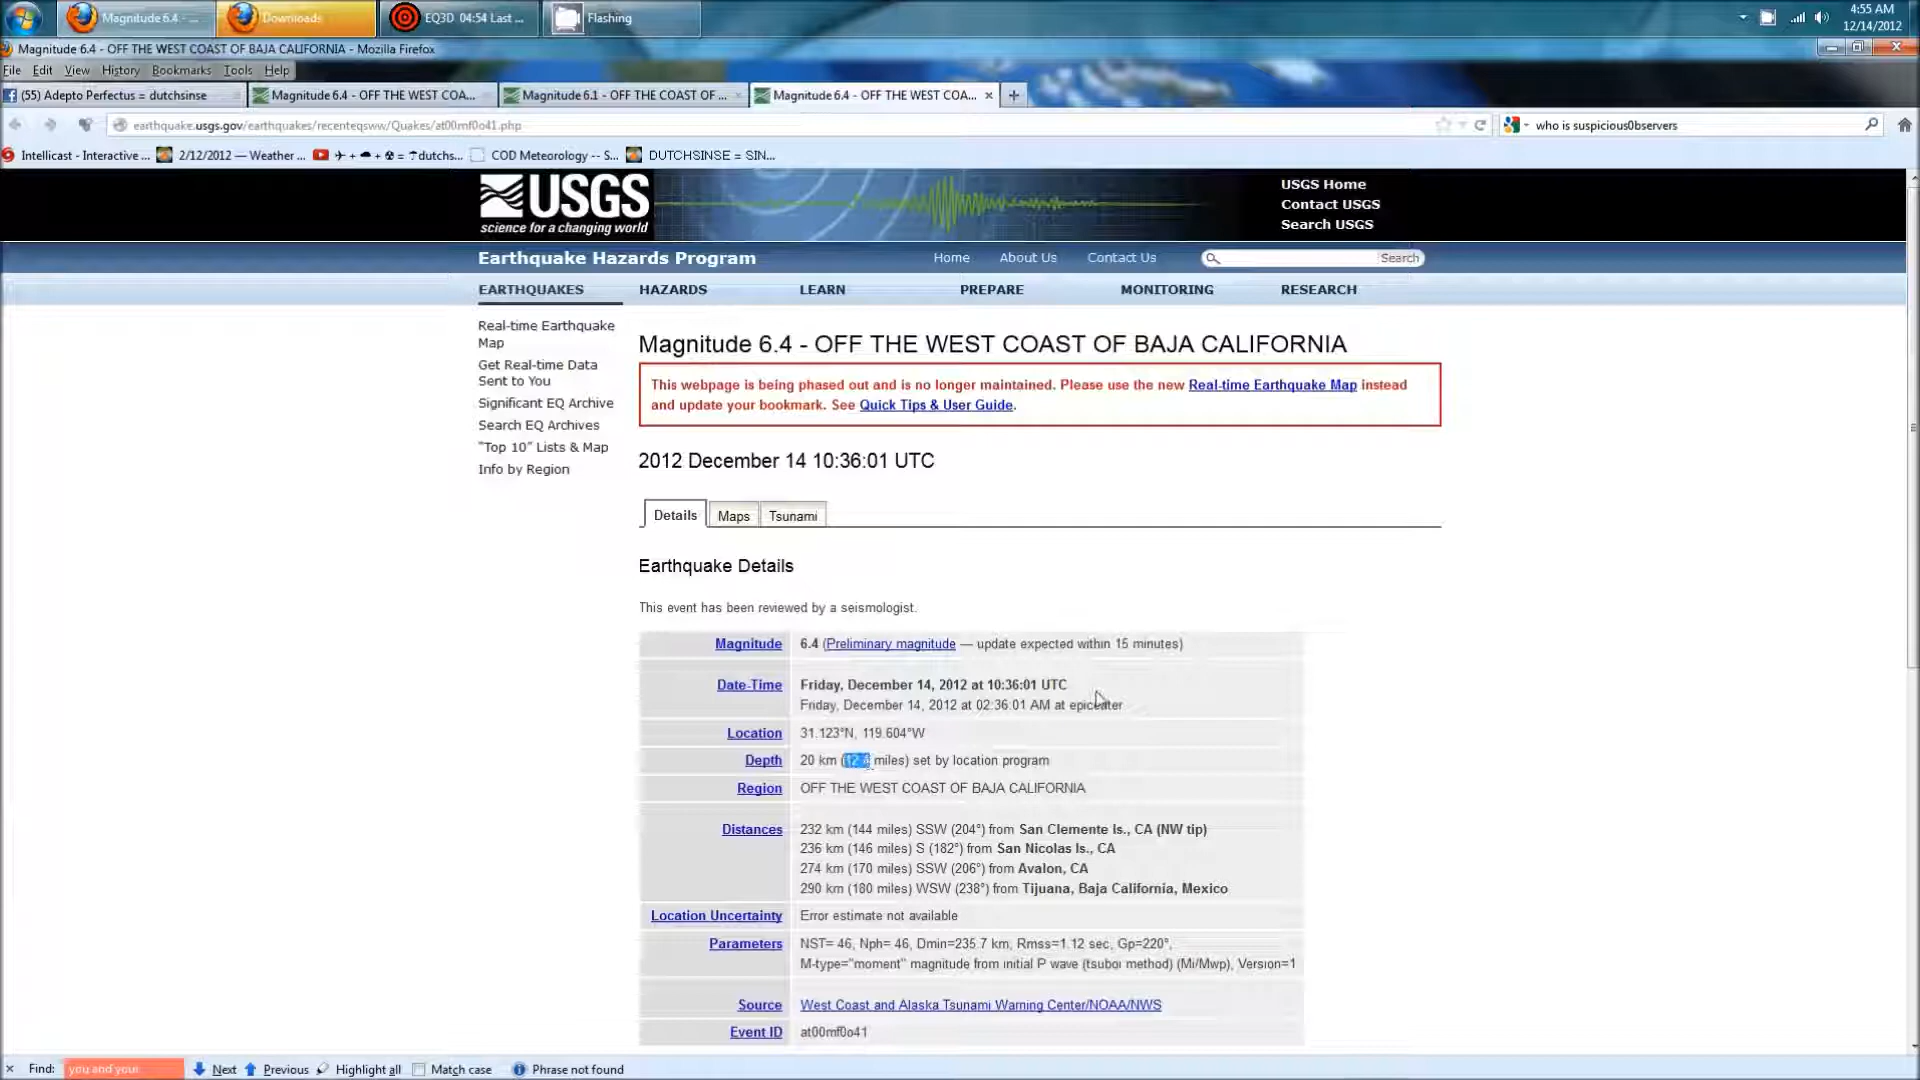 Magnitude 6.4 - ...
Downloads
EQ3D 04:54 Last ...
Flashing
4:55 AM
12/14/2012
Magnitude 6.4 - OFF THE WEST COAST OF BAJA CALIFORNIA - Mozilla Firefox
File Edit View History Bookmarks Tools Help
(55) Adepto Perfectus = dutchsinse
Magnitude 6.4 - OFF THE WEST COA...
Magnitude 6.1 - OFF THE COAST OF ...
Magnitude 6.4 - OFF THE WEST COA...
earthquake.usgs.gov/earthquakes/recenteqsww/Quakes/at00mf0o41.php
who is suspicious0bservers
Intellicast - Interactive ...
2/12/2012 — Weather ...
= dutchs...
COD Meteorology -- S...
DUTCHSINSE = SIN...
USGS
science for a changing world
USGS Home
Contact USGS
Search USGS
Earthquake Hazards Program
Home About Us Contact Us Search
EARTHQUAKES HAZARDS LEARN PREPARE MONITORING RESEARCH
Real-time Earthquake
Map
Get Real-time Data
Sent to You
Significant EQ Archive
Search EQ Archives
"Top 10" Lists & Map
Info by Region
Magnitude 6.4 - OFF THE WEST COAST OF BAJA CALIFORNIA
This webpage is being phased out and is no longer maintained. Please use the new Real-time Earthquake Map instead
and update your bookmark. See Quick Tips & User Guide.
2012 December 14 10:36:01 UTC
Details Maps Tsunami
Earthquake Details
This event has been reviewed by a seismologist.
Magnitude 6.4 (Preliminary magnitude — update expected within 15 minutes)
Date-Time Friday, December 14, 2012 at 10:36:01 UTC
Friday, December 14, 2012 at 02:36:01 AM at epicenter
Location 31.123°N, 119.604°W
Depth 20 km (12.4 miles) set by location program
Region OFF THE WEST COAST OF BAJA CALIFORNIA
Distances 232 km (144 miles) SSW (204°) from San Clemente Is., CA (NW tip)
236 km (146 miles) S (182°) from San Nicolas Is., CA
274 km (170 miles) SSW (206°) from Avalon, CA
290 km (180 miles) WSW (238°) from Tijuana, Baja California, Mexico
Location Uncertainty Error estimate not available
Parameters NST= 46, Nph= 46, Dmin=235.7 km, Rmss=1.12 sec, Gp=220°,
M-type="moment" magnitude from initial P wave (tsuboi method) (Mi/Mwp), Version=1
Source West Coast and Alaska Tsunami Warning Center/NOAA/NWS
Event ID at00mf0o41
Find: you and your Next Previous Highlight all Match case Phrase not found